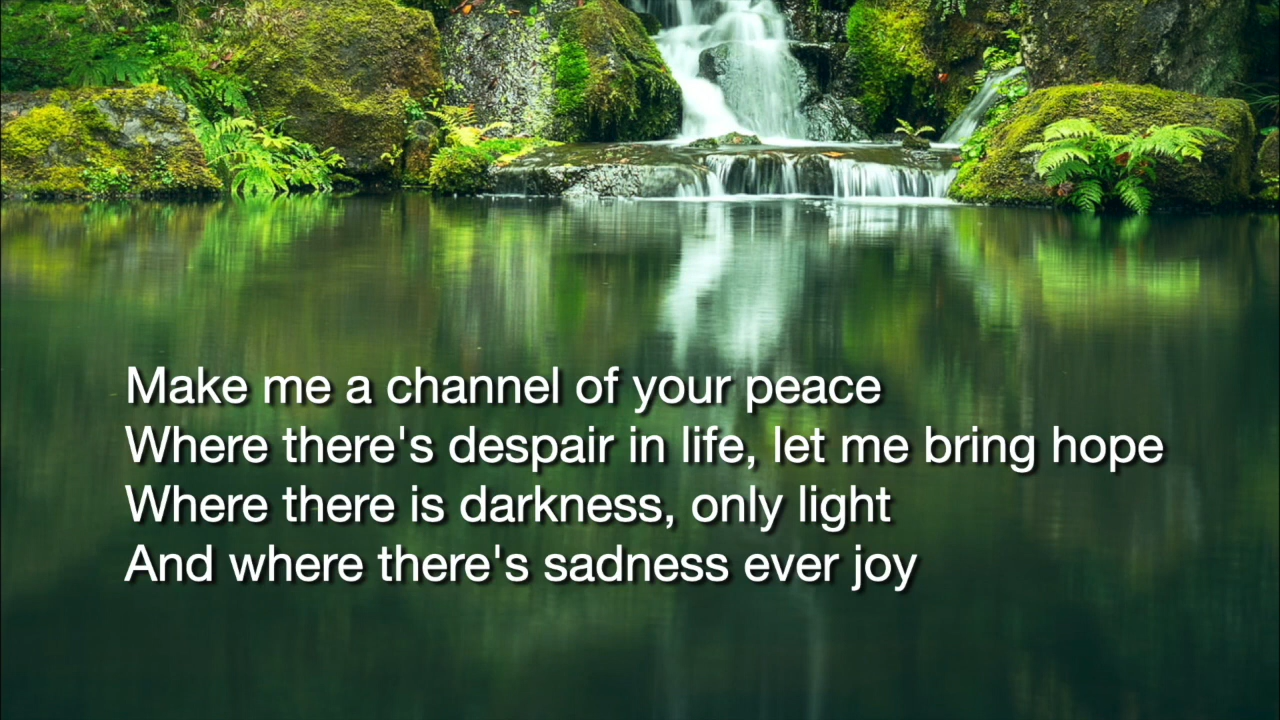 Make me a channel of your peace
Where there's despair in life, let me bring hope
Where there is darkness, only light
And where there's sadness ever joy